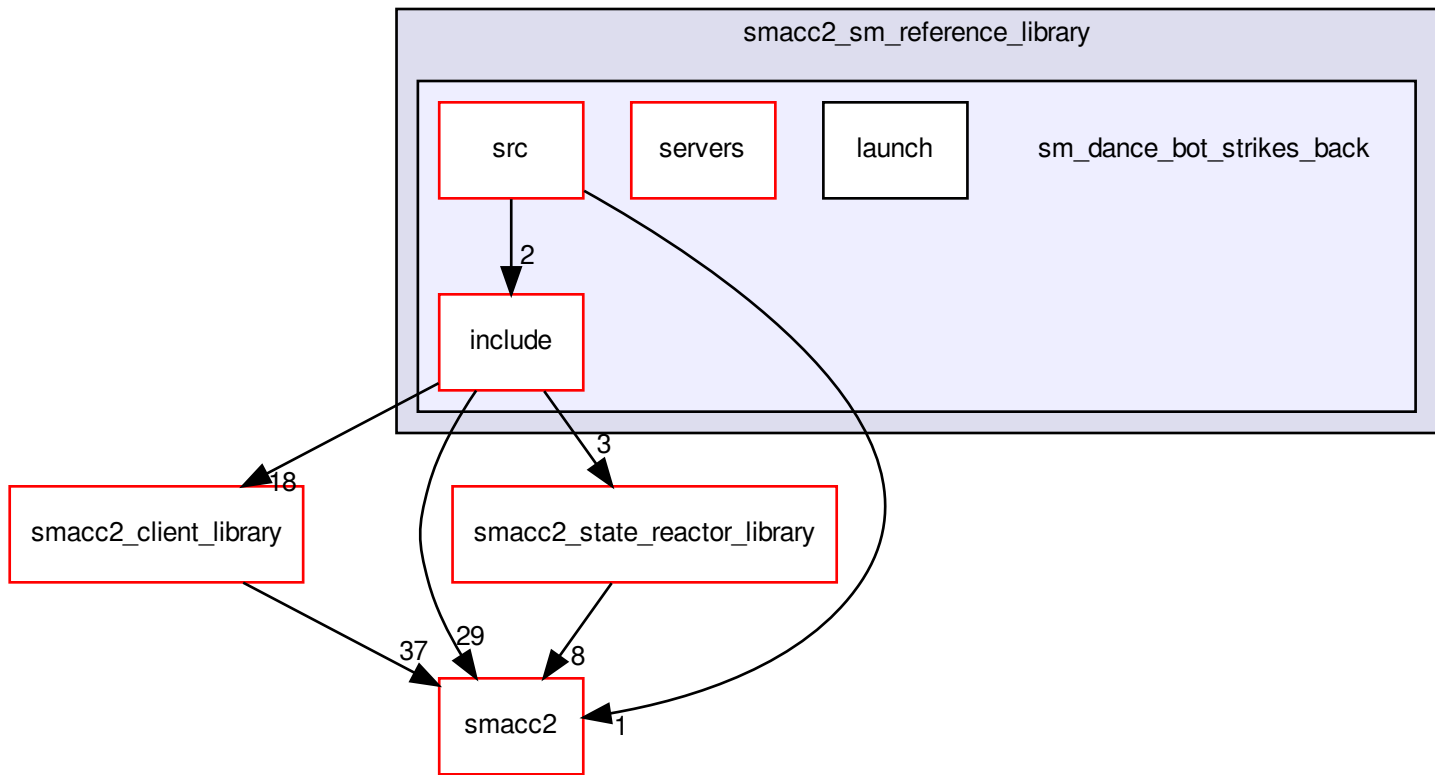 smacc2_sm_reference_library
src
servers
launch
sm_dance_bot_strikes_back
2
include
3
18
smacc2_client_library
smacc2_state_reactor_library
37
29
8
smacc2
1